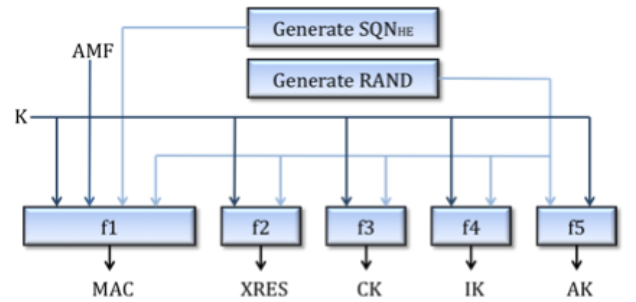 Generate SQNHE
AMF
Generate RAND
K
f1 f2 f3 f4 f5
MAC XRES CK IK AK